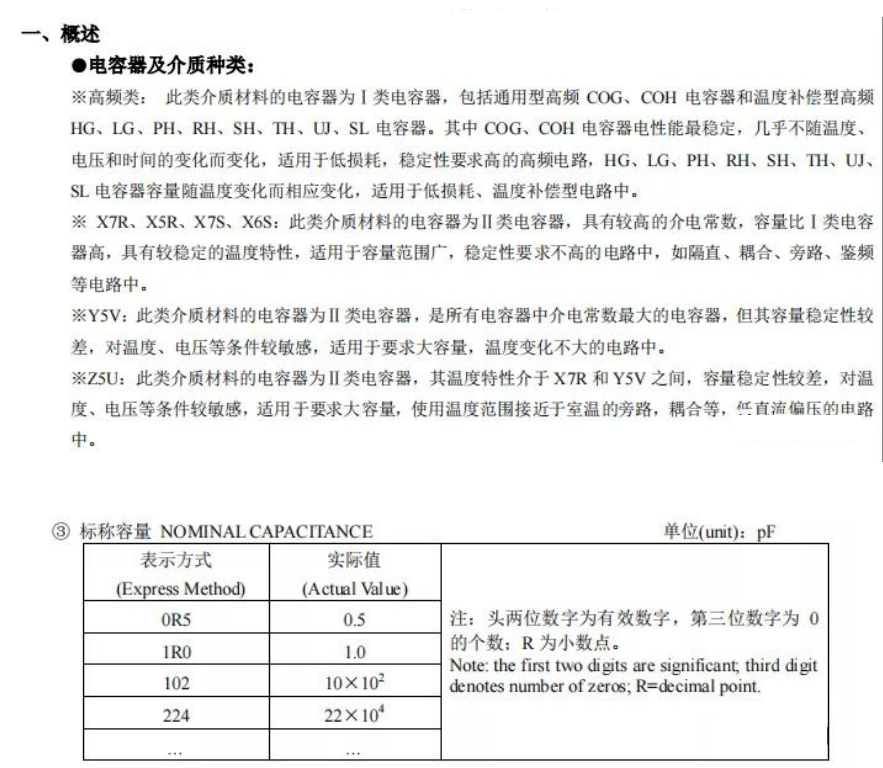 一、概述
●电容器及介质种类：
※高频类： 此类介质材料的电容器为Ⅰ类电容器，包括通用型高频 COG、COH 电容器和温度补偿型高频
HG、LG、PH、RH、SH、TH、UJ、SL 电容器。其中 COG、COH 电容器电性能最稳定，几乎不随温度、
电压和时间的变化而变化，适用于低损耗，稳定性要求高的高频电路，HG、LG、PH、RH、SH、TH、UJ、
SL 电容器容量随温度变化而相应变化，适用于低损耗、温度补偿型电路中。
※ X7R、X5R、X7S、X6S：此类介质材料的电容器为Ⅱ类电容器，具有较高的介电常数，容量比Ⅰ类电容
器高，具有较稳定的温度特性，适用于容量范围广，稳定性要求不高的电路中，如隔直、耦合、旁路、鉴频
等电路中。
※Y5V：此类介质材料的电容器为Ⅱ类电容器，是所有电容器中介电常数最大的电容器，但其容量稳定性较
差，对温度、电压等条件较敏感，适用于要求大容量，温度变化不大的电路中。
※Z5U：此类介质材料的电容器为Ⅱ类电容器，其温度特性介于 X7R 和 Y5V 之间，容量稳定性较差，对温
度、电压等条件较敏感，适用于要求大容量，使用温度范围接近于室温的旁路，耦合等，低直流偏压的电路
中。
③ 标称容量 NOMINAL CAPACITANCE 单位(unit)：pF
表示方式 实际值
(Express Method) (Actual Value)
0R5 0.5
1R0 1.0
102 10×10²
224 22×10⁴
... ...
注：头两位数字为有效数字，第三位数字为 0
的个数；R 为小数点。
Note: the first two digits are significant; third digit
denotes number of zeros; R=decimal point.